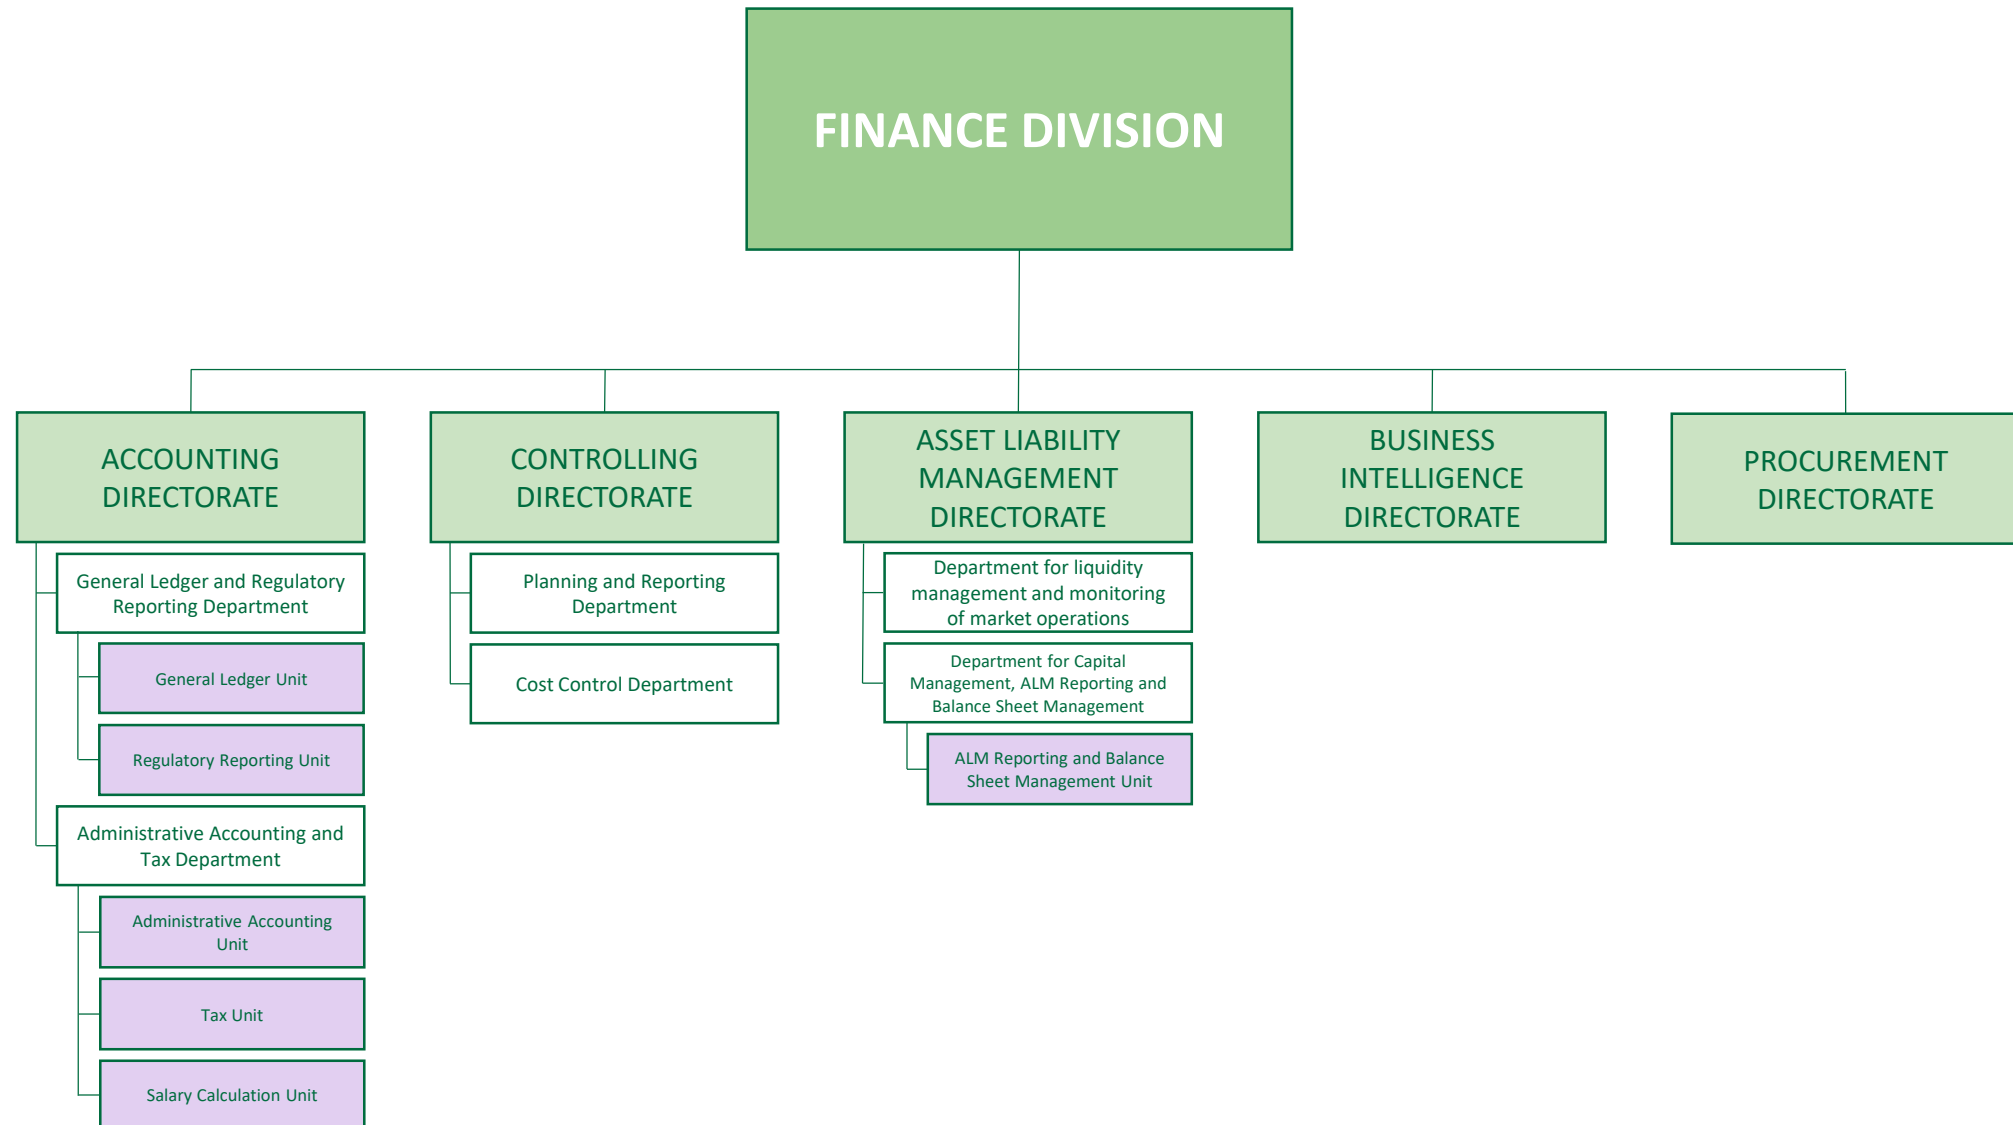 FINANCE DIVISION
ACCOUNTING
DIRECTORATE
General Ledger and Regulatory
Reporting Department
General Ledger Unit
Regulatory Reporting Unit
Administrative Accounting and
Tax Department
Administrative Accounting
Unit
Tax Unit
Salary Calculation Unit
CONTROLLING
DIRECTORATE
Planning and Reporting
Department
Cost Control Department
ASSET LIABILITY
MANAGEMENT
DIRECTORATE
Department for liquidity
management and monitoring
of market operations
Department for Capital
Management, ALM Reporting and
Balance Sheet Management
ALM Reporting and Balance
Sheet Management Unit
BUSINESS
INTELLIGENCE
DIRECTORATE
PROCUREMENT
DIRECTORATE